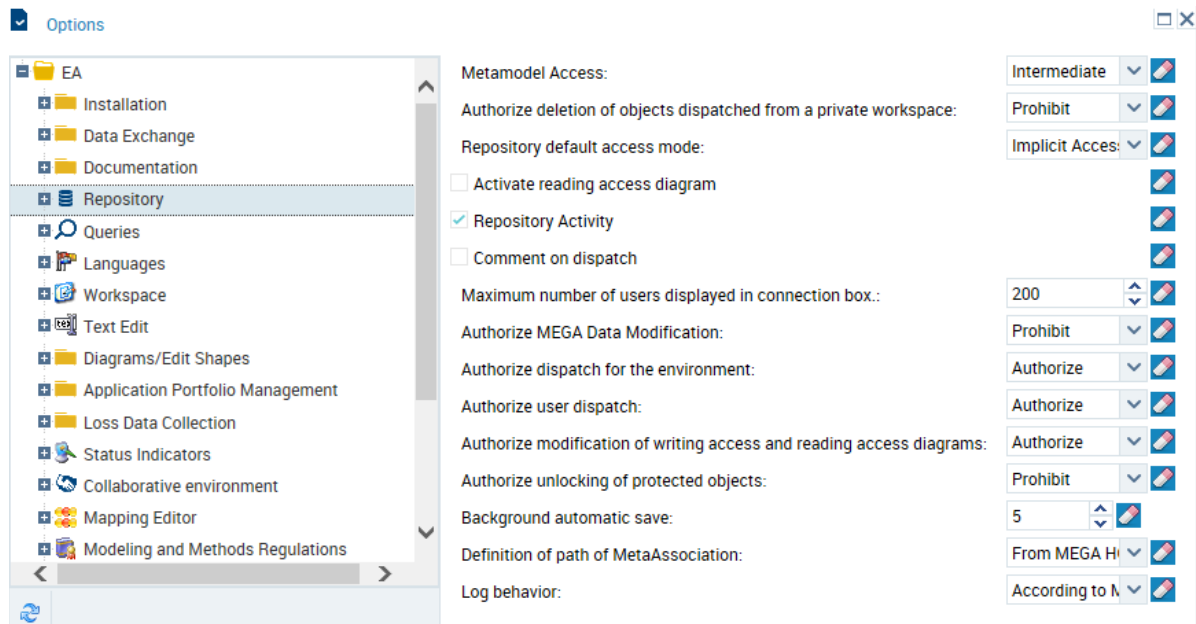 Options
EA
Installation
Data Exchange
Documentation
Repository
Queries
Languages
Workspace
Text Edit
Diagrams/Edit Shapes
Application Portfolio Management
Loss Data Collection
Status Indicators
Collaborative environment
Mapping Editor
Modeling and Methods Regulations
Metamodel Access: Intermediate
Authorize deletion of objects dispatched from a private workspace: Prohibit
Repository default access mode: Implicit Acces
Activate reading access diagram
Repository Activity
Comment on dispatch
Maximum number of users displayed in connection box.: 200
Authorize MEGA Data Modification: Prohibit
Authorize dispatch for the environment: Authorize
Authorize user dispatch: Authorize
Authorize modification of writing access and reading access diagrams: Authorize
Authorize unlocking of protected objects: Prohibit
Background automatic save: 5
Definition of path of MetaAssociation: From MEGA H
Log behavior: According to M